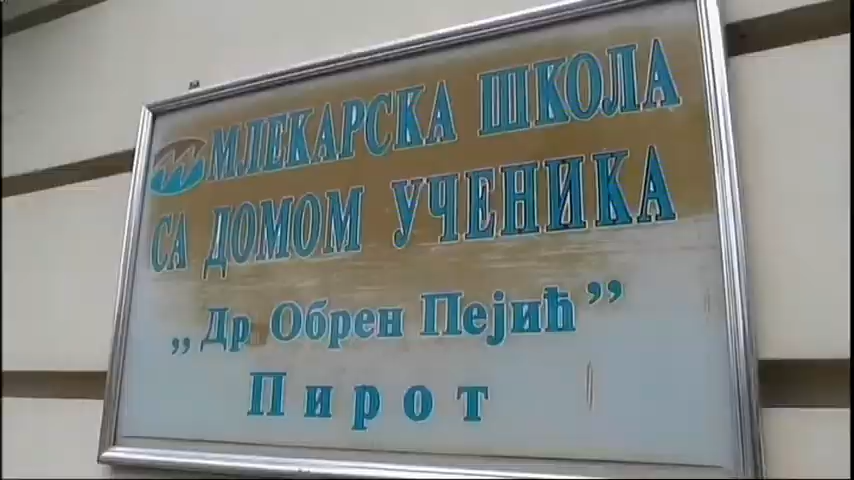 МЛЕКАРСКА ШКОЛА
СА ДОМОМ УЧЕНИКА
„Др Обрен Пејић”
Пирот